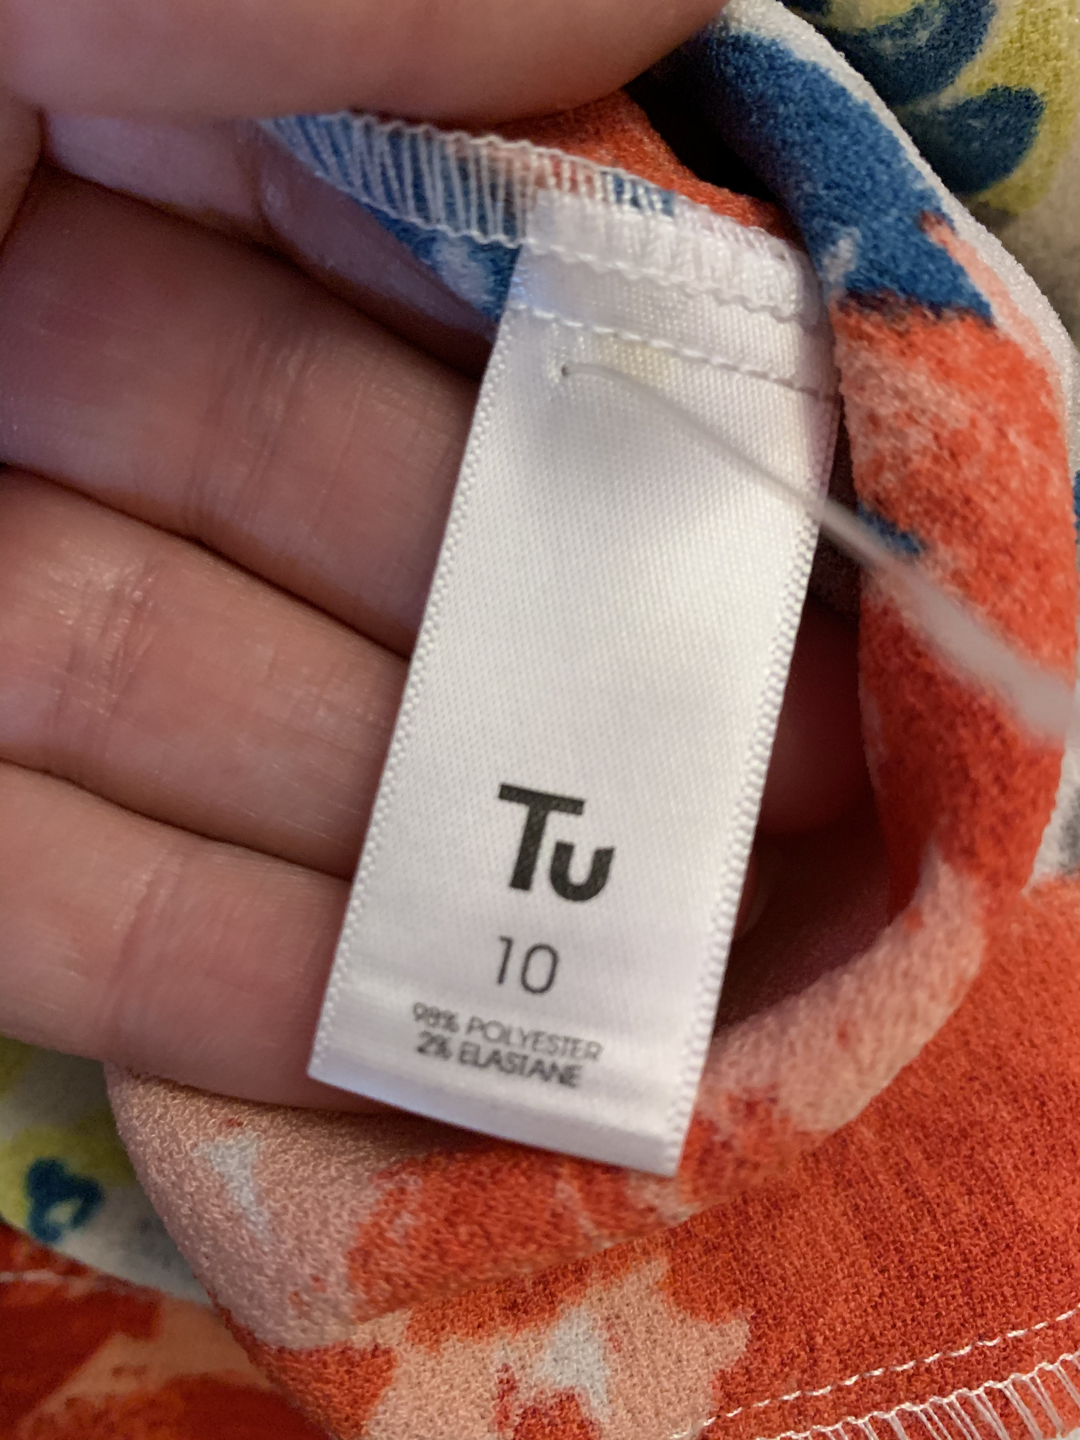 Tu
10
98% POLYESTER
2% ELASTANE